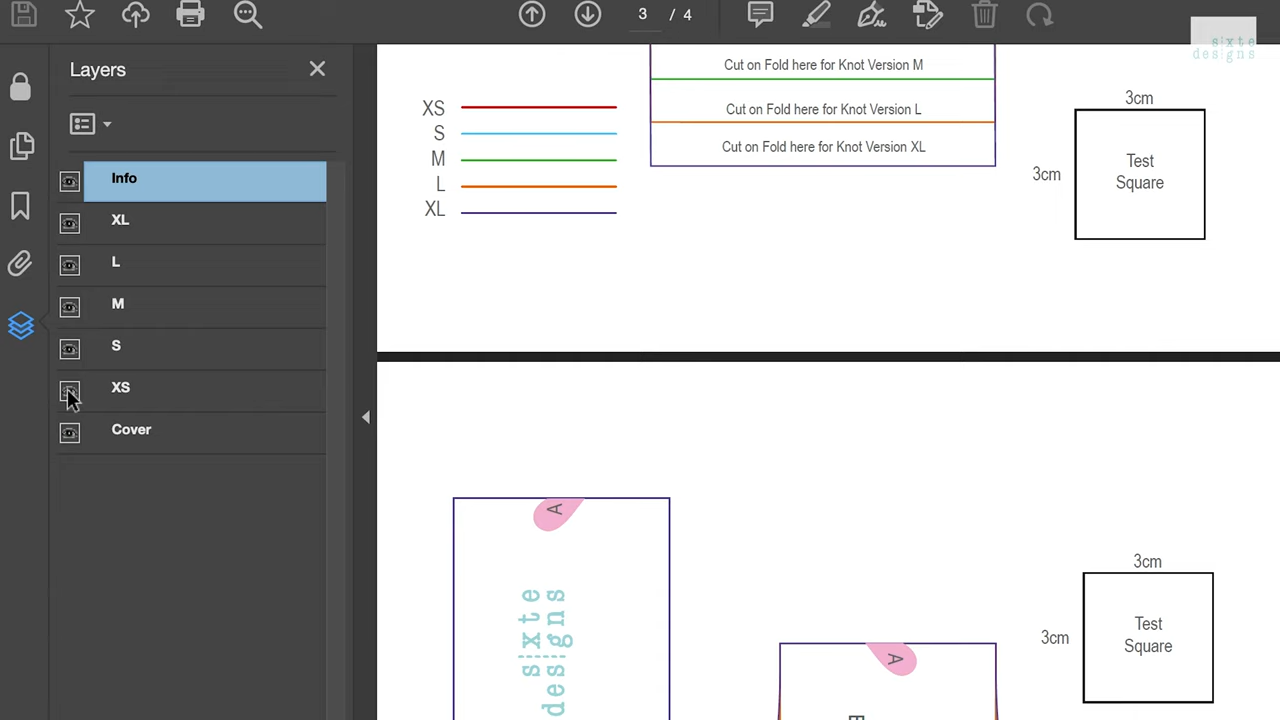 3 / 4
sixte
designs
Layers
Info
XL
L
M
S
XS
Cover
Cut on Fold here for Knot Version M
Cut on Fold here for Knot Version L
Cut on Fold here for Knot Version XL
XS
S
M
L
XL
3cm
3cm
Test
Square
A
sixte
designs
A
3cm
3cm
Test
Square